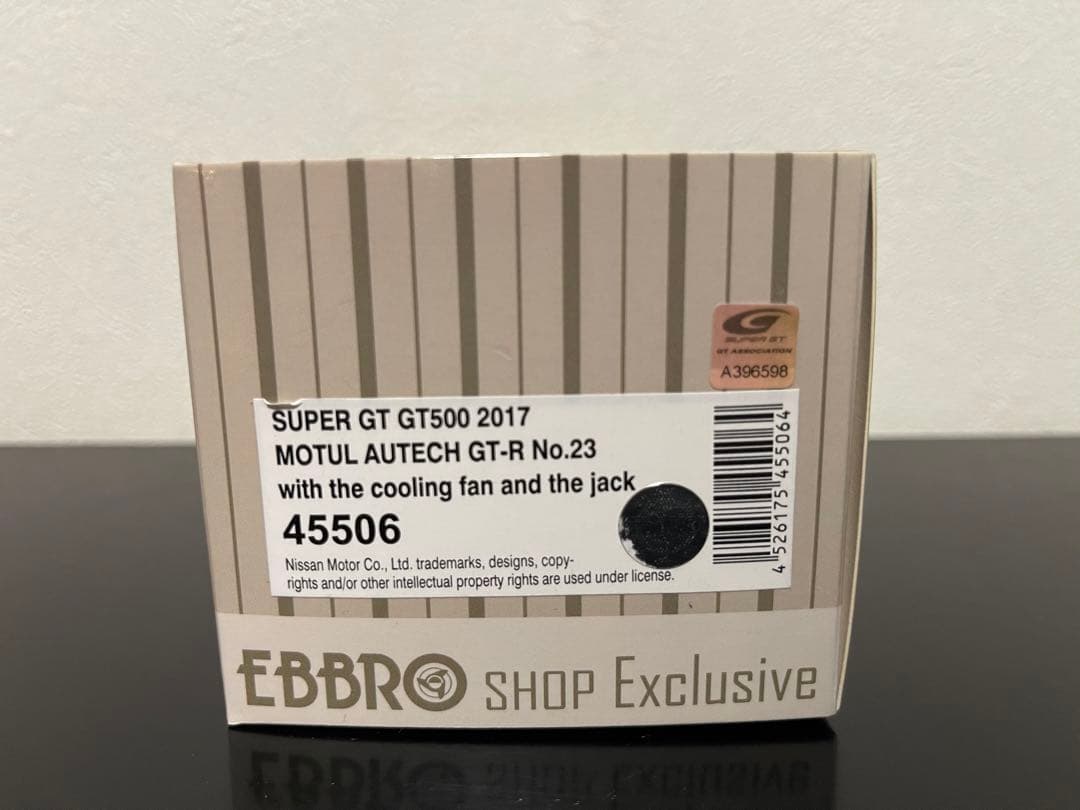 SUPER GT
GT ASSOCIATION
A396598
SUPER GT GT500 2017
MOTUL AUTECH GT-R No.23
with the cooling fan and the jack
45506
Nissan Motor Co., Ltd. trademarks, designs, copy-
rights and/or other intellectual property rights are used under license.
4 526175 455064
EBBRO SHOP Exclusive